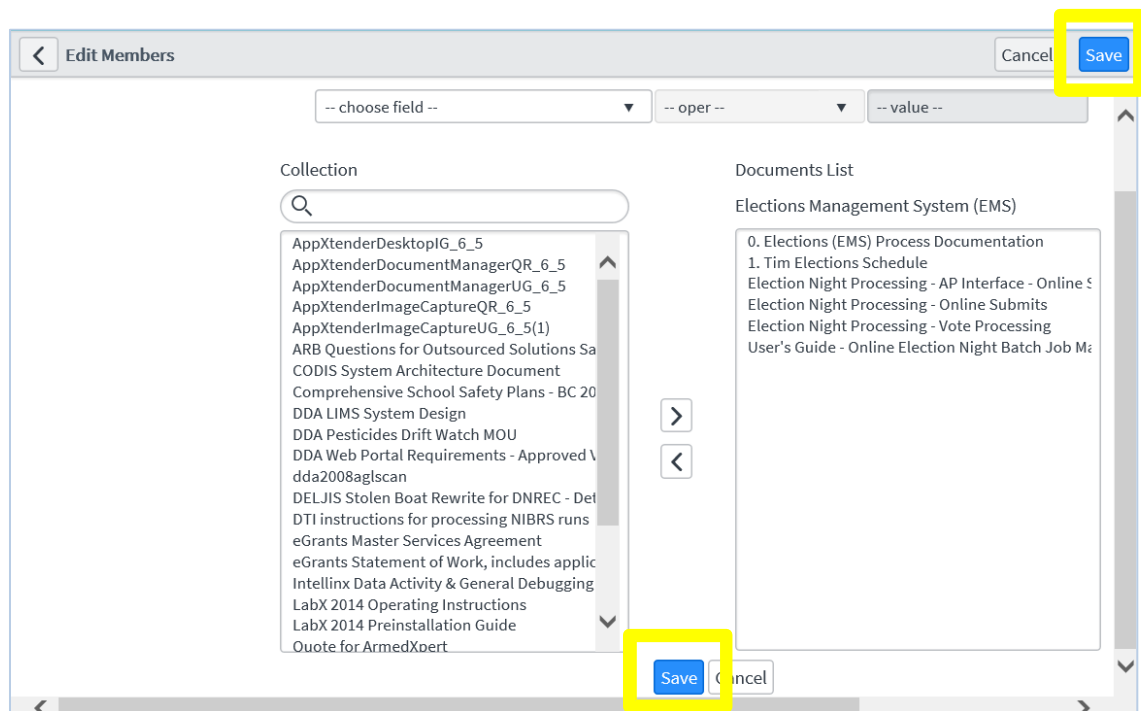 Edit Members
Cancel
Save
-- choose field --
-- oper --
-- value --
Collection
AppXtenderDesktopIG_6_5
AppXtenderDocumentManagerQR_6_5
AppXtenderDocumentManagerUG_6_5
AppXtenderImageCaptureQR_6_5
AppXtenderImageCaptureUG_6_5(1)
ARB Questions for Outsourced Solutions Sa
CODIS System Architecture Document
Comprehensive School Safety Plans - BC 20
DDA LIMS System Design
DDA Pesticides Drift Watch MOU
DDA Web Portal Requirements - Approved V
dda2008aglscan
DELJIS Stolen Boat Rewrite for DNREC - Det
DTI instructions for processing NIBRS runs
eGrants Master Services Agreement
eGrants Statement of Work, includes applic
Intellinx Data Activity & General Debugging
LabX 2014 Operating Instructions
LabX 2014 Preinstallation Guide
Quote for ArmedXpert
Documents List
Elections Management System (EMS)
0. Elections (EMS) Process Documentation
1. Tim Elections Schedule
Election Night Processing - AP Interface - Online S
Election Night Processing - Online Submits
Election Night Processing - Vote Processing
User's Guide - Online Election Night Batch Job Ma
Save
Cancel